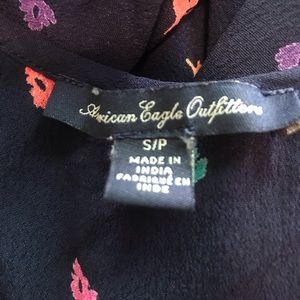 American Eagle Outfitters
S/P
MADE IN
INDIA
FABRIQUÉ EN
INDE